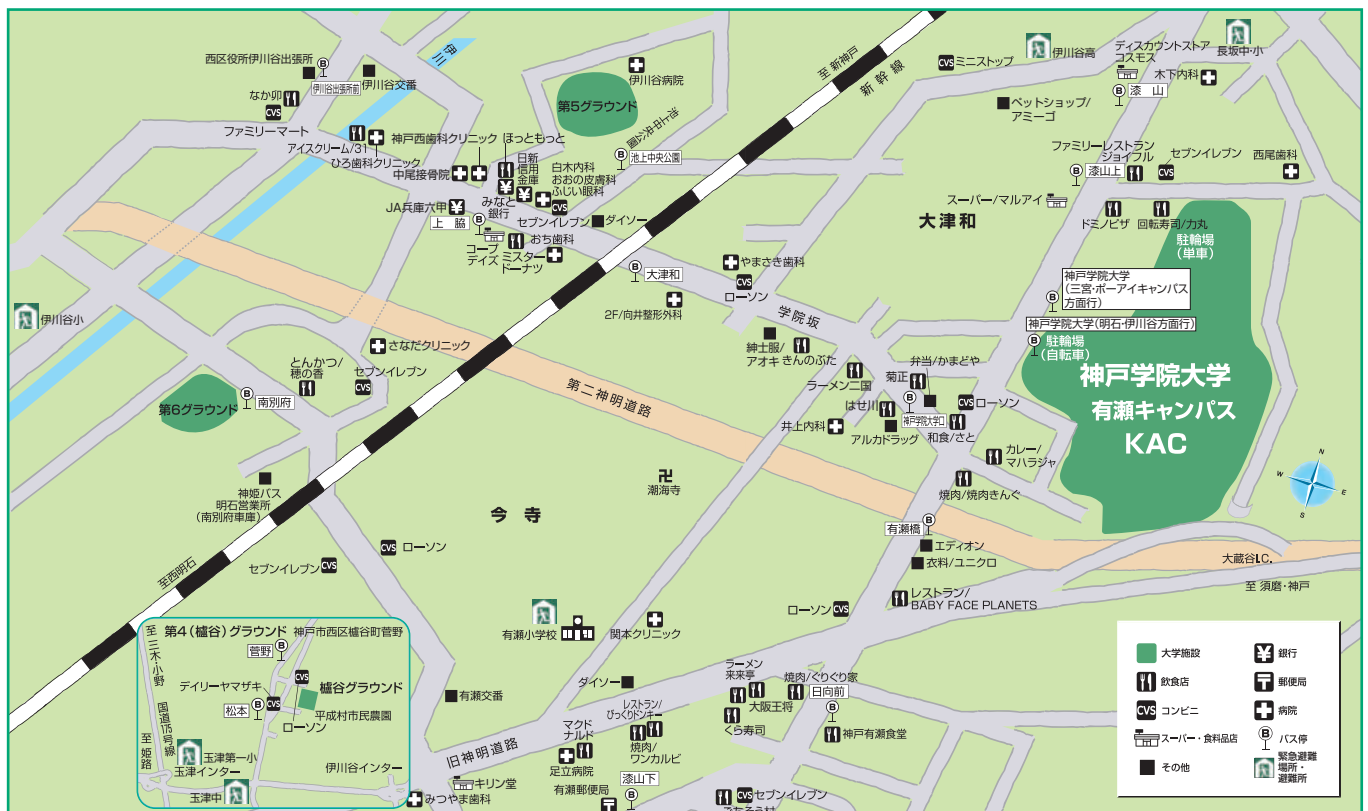 西区役所伊川谷出張所
伊川谷出張所前
伊川谷交番
伊川
なか卯
ファミリーマート
アイスクリーム/31
ひろ歯科クリニック
神戸西歯科クリニック
ほっともっと
中尾接骨院
日新
信用
金庫
みなと
銀行
白木内科
おおの皮膚科
ふじい眼科
JA兵庫六甲
上脇
コープ
デイズ
ミスター
ドーナツ
おち歯科
セブンイレブン
ダイソー
伊川谷病院
第5グラウンド
池上中央公園
池上中央公園
至 新神戸
新幹線
CVS
ミニストップ
伊川谷高
ディスカウントストア
コスモス
長坂中・小
木下内科
漆山
ペットショップ/
アミーゴ
ファミリーレストラン
ジョイフル
漆山上
セブンイレブン
西尾歯科
スーパー/マルアイ
大津和
ドミノピザ
回転寿司/力丸
駐輪場
(単車)
神戸学院大学
(三宮・ポーアイキャンパス
方面行)
神戸学院大学(明石・伊川谷方面行)
駐輪場
(自転車)
神戸学院大学
有瀬キャンパス
KAC
大津和
やまさき歯科
ローソン
2F/向井整形外科
学院坂
紳士服/
アオキ
きんのぶた
ラーメン二国
弁当/かまどや
菊正
はせ川
神戸学院大学口
ローソン
井上内科
アルカドラッグ
和食/さと
カレー/
マハラジャ
焼肉/焼肉きんぐ
伊川谷小
さなだクリニック
とんかつ/
穂の香
セブンイレブン
第6グラウンド
南別府
第二神明道路
神姫バス
明石営業所
(南別府車庫)
卍
潮海寺
今寺
有瀬橋
エディオン
衣料/ユニクロ
大蔵谷I.C.
至 須磨・神戸
N
W
E
S
至西明石
ローソン
セブンイレブン
レストラン/
BABY FACE PLANETS
ローソン
有瀬小学校
関本クリニック
有瀬交番
ダイソー
ラーメン
来来亭
大阪王将
くら寿司
焼肉/ぐりぐり家
日向前
神戸有瀬食堂
レストラン/
びっくりドンキー
焼肉/
ワンカルビ
マクド
ナルド
足立病院
旧神明道路
キリン堂
みつやま歯科
有瀬郵便局
漆山下
セブンイレブン
至 三木・小野
第4(櫨谷)グラウンド
神戸市西区櫨谷町菅野
菅野
櫨谷グラウンド
デイリーヤマザキ
松本
平成村市民農園
ローソン
国道175号線
至 姫路
玉津第一小
玉津インター
玉津中
伊川谷インター
大学施設
銀行
飲食店
郵便局
CVS
コンビニ
病院
スーパー・食料品店
B
バス停
その他
緊急避難
場所・
避難所